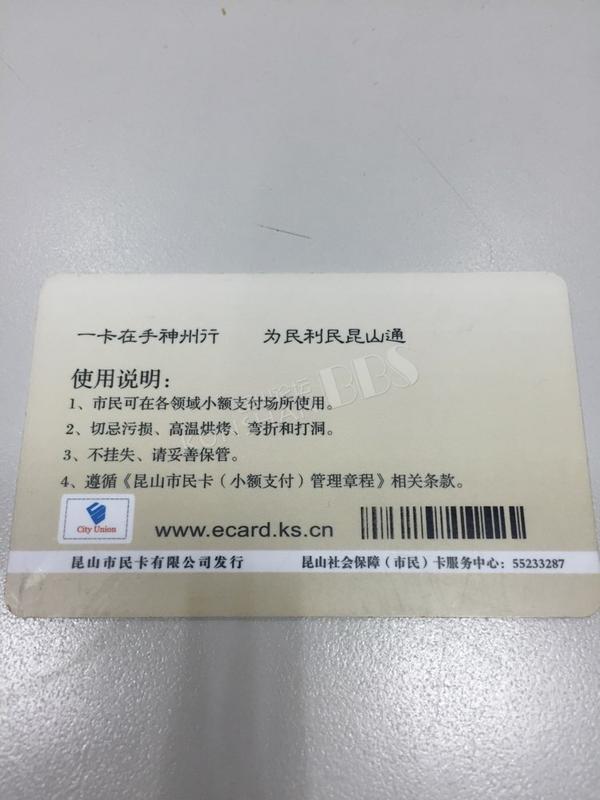 一卡在手神州行 为民利民昆山通
使用说明：
1、市民可在各领域小额支付场所使用。
2、切忌污损、高温烘烤、弯折和打洞。
3、不挂失、请妥善保管。
4、遵循《昆山市民卡（小额支付）管理章程》相关条款。
City Union
www.ecard.ks.cn
昆山市民卡有限公司发行 昆山社会保障（市民）卡服务中心：55233287
BBS